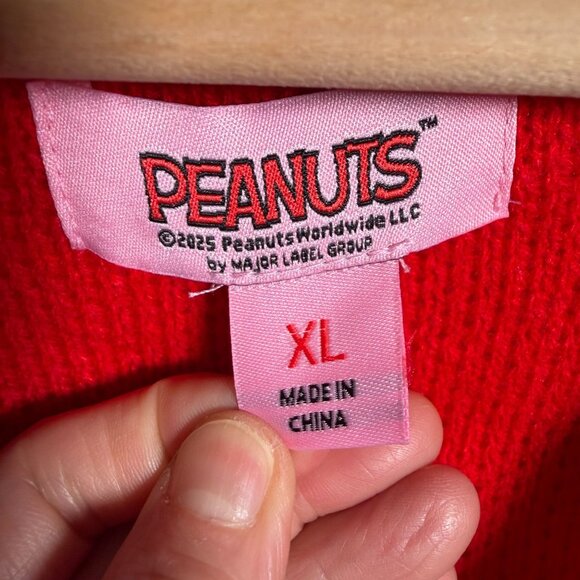 PEANUTS™
©2025 Peanuts Worldwide LLC
by MAJOR LABEL GROUP
XL
MADE IN
CHINA